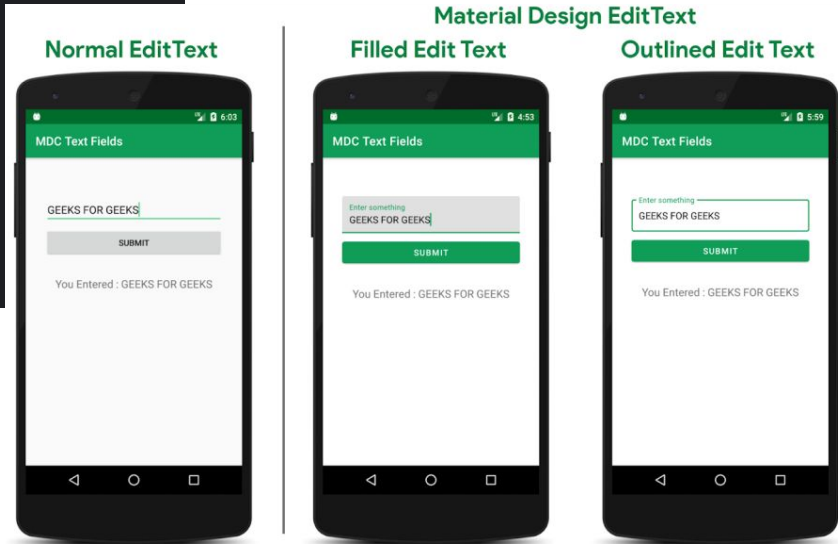 Material Design EditText
Normal EditText
Filled Edit Text
Outlined Edit Text
6:03
MDC Text Fields
GEEKS FOR GEEKS
SUBMIT
You Entered : GEEKS FOR GEEKS
4:53
MDC Text Fields
Enter something
GEEKS FOR GEEKS
SUBMIT
You Entered : GEEKS FOR GEEKS
5:59
MDC Text Fields
Enter something
GEEKS FOR GEEKS
SUBMIT
You Entered : GEEKS FOR GEEKS